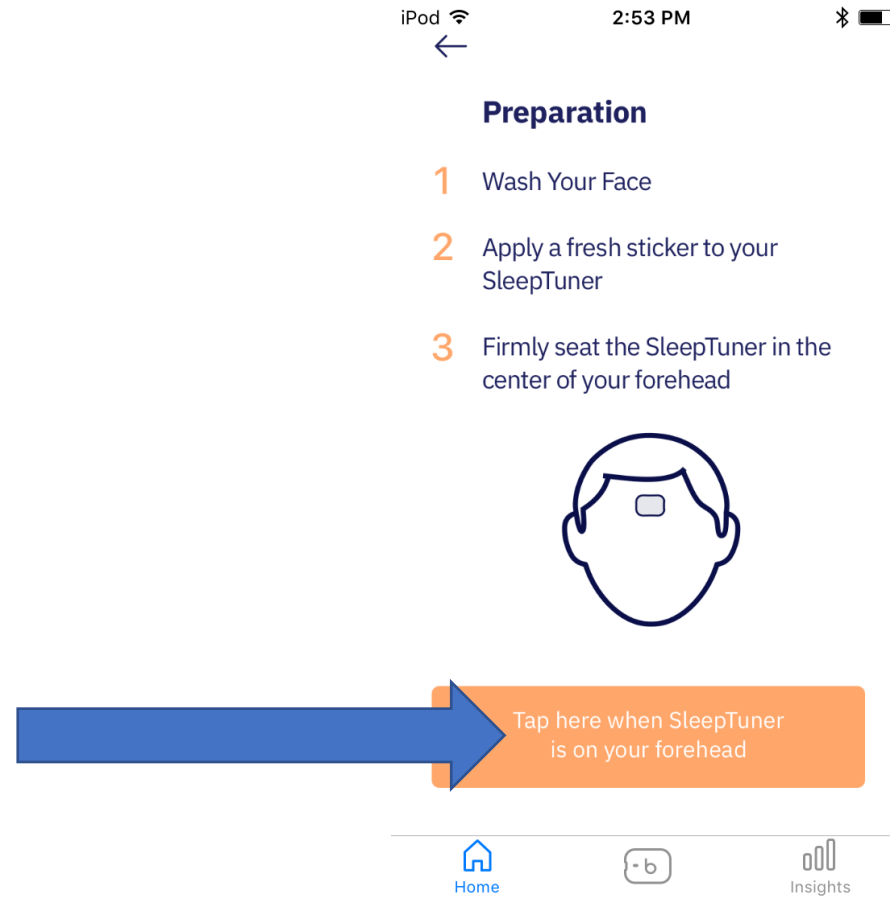 iPod 2:53 PM
Preparation
1 Wash Your Face
2 Apply a fresh sticker to your
SleepTuner
3 Firmly seat the SleepTuner in the
center of your forehead
Tap here when SleepTuner
is on your forehead
b
Home Insights